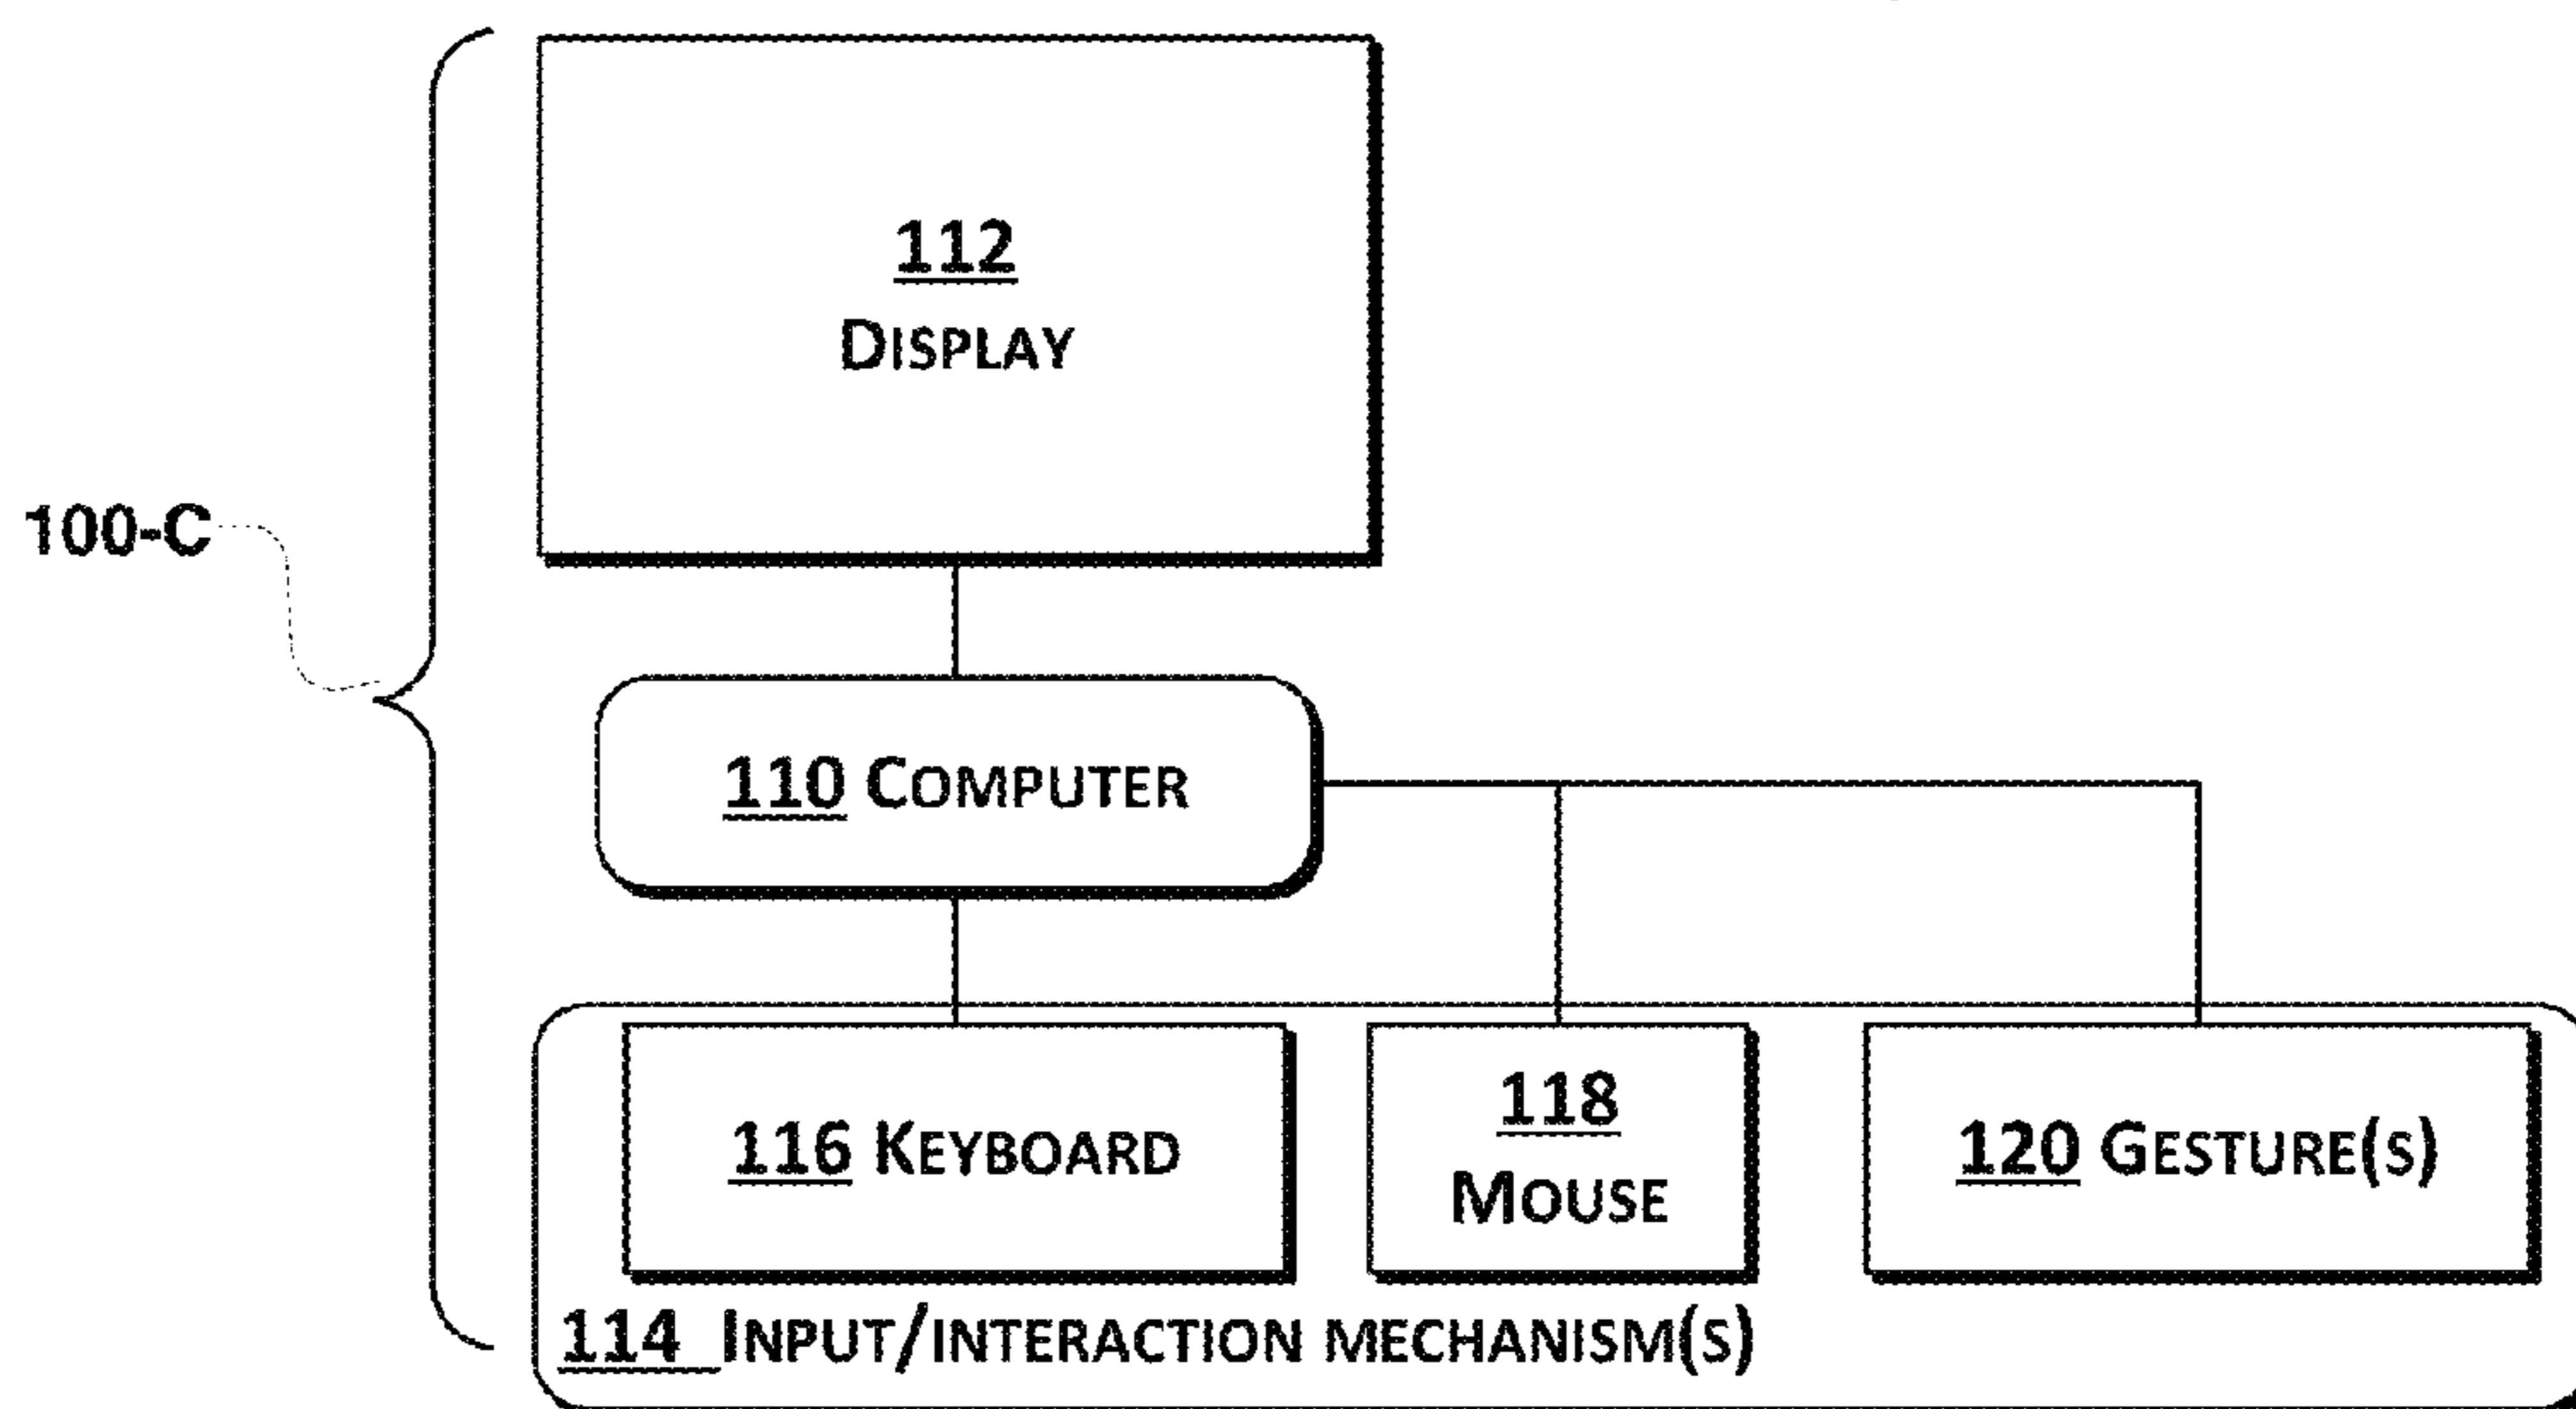 112
DISPLAY
100-C
110 COMPUTER
116 KEYBOARD
118
MOUSE
120 GESTURE(S)
114 INPUT/INTERACTION MECHANISM(S)